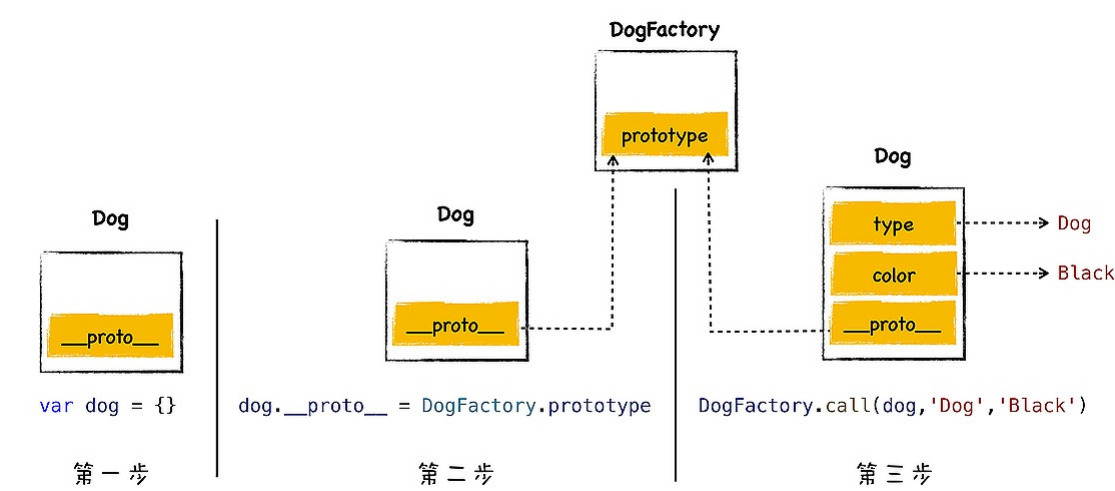 DogFactory
prototype
Dog
__proto__
var dog = {}
第一步
Dog
__proto__
dog.__proto__ = DogFactory.prototype
第二步
Dog
type
Dog
color
Black
__proto__
DogFactory.call(dog,'Dog','Black')
第三步